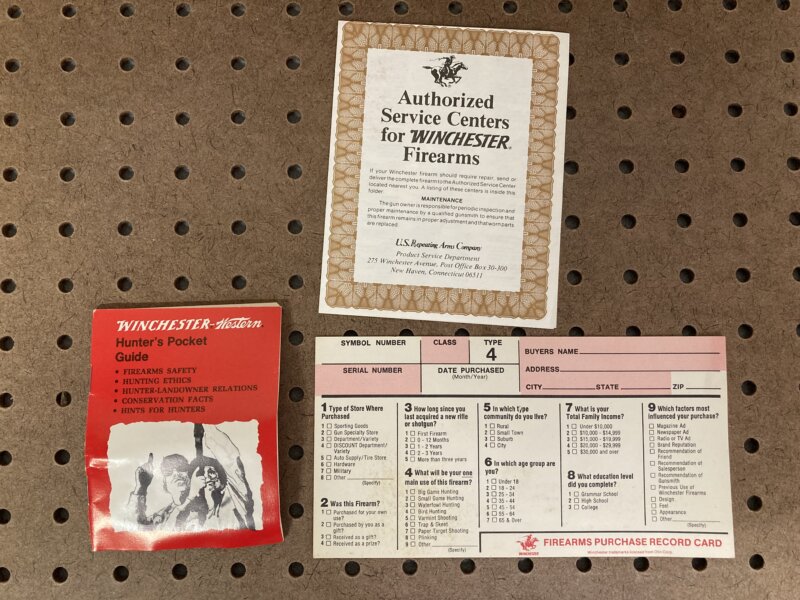 Authorized
Service Centers
for WINCHESTER®
Firearms
If your Winchester firearm should require repair, send or
deliver the complete firearm to the Authorized Service Center
located nearest you. A listing of these centers is inside this
folder.
MAINTENANCE
The gun owner is responsible for periodic inspection and
proper maintenance by a qualified gunsmith to ensure that
this firearm remains in proper adjustment and that worn parts
are replaced.
U.S. Repeating Arms Company
Product Service Department
275 Winchester Avenue, Post Office Box 30-300
New Haven, Connecticut 06511
WINCHESTER-Western
Hunter's Pocket
Guide
• FIREARMS SAFETY
• HUNTING ETHICS
• HUNTER-LANDOWNER RELATIONS
• CONSERVATION FACTS
• HINTS FOR HUNTERS
SYMBOL NUMBER
CLASS
TYPE
4
SERIAL NUMBER
DATE PURCHASED
(Month/Year)
BUYERS NAME
ADDRESS
CITY STATE ZIP
1 Type of Store Where
Purchased
1 Sporting Goods
2 Gun Specialty Store
3 Department/Variety
4 DISCOUNT Department/
Variety
5 Auto Supply/Tire Store
6 Hardware
7 Military
8 Other
(Specify)
2 Was this Firearm?
1 Purchased for your own
use?
2 Purchased by you as a
gift?
3 Received as a gift?
4 Received as a prize?
3 How long since you
last acquired a new rifle
or shotgun?
1 First Firearm
2 0 - 12 Months
3 1 - 2 Years
4 2 - 3 Years
5 More than three years
4 What will be your one
main use of this firearm?
1 Big Game Hunting
2 Small Game Hunting
3 Waterfowl Hunting
4 Bird Hunting
5 Varmint Shooting
6 Trap & Skeet
7 Paper Target Shooting
8 Plinking
9 Other
(Specify)
5 In which type
community do you live?
1 Rural
2 Small Town
3 Suburb
4 City
6 In which age group are
you?
1 Under 18
2 18 - 24
3 25 - 34
4 35 - 44
5 45 - 54
6 55 - 64
7 65 & Over
7 What is your
Total Family Income?
1 Under $10,000
2 $10,000 - $14,999
3 $15,000 - $19,999
4 $20,000 - $29,999
5 $30,000 and over
8 What education level
did you complete?
1 Grammar School
2 High School
3 College
9 Which factors most
influenced your purchase?
Magazine Ad
Newspaper Ad
Radio or TV Ad
Brand Reputation
Recommendation of
Friend
Recommendation of
Salesperson
Recommendation of
Gunsmith
Previous Use of
Winchester Firearms
Design
Feel
Appearance
Other
(Specify)
WINCHESTER
FIREARMS PURCHASE RECORD CARD
Winchester trademarks licensed from Olin Corp.